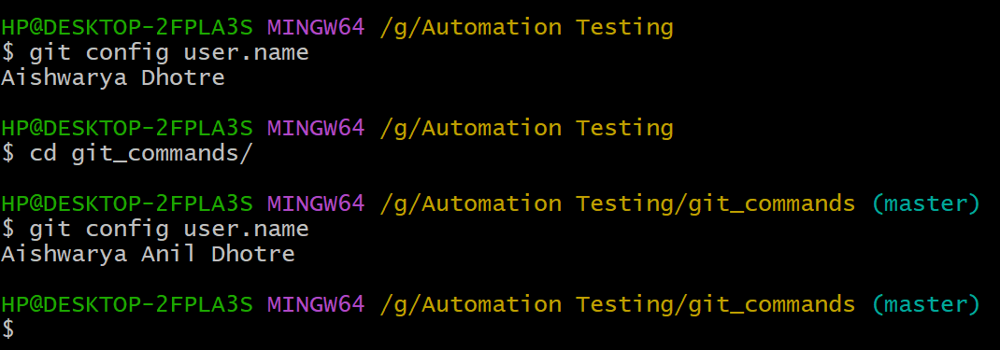 HP@DESKTOP-2FPLA3S MINGW64 /g/Automation Testing
$ git config user.name
Aishwarya Dhotre
HP@DESKTOP-2FPLA3S MINGW64 /g/Automation Testing
$ cd git_commands/
HP@DESKTOP-2FPLA3S MINGW64 /g/Automation Testing/git_commands (master)
$ git config user.name
Aishwarya Anil Dhotre
HP@DESKTOP-2FPLA3S MINGW64 /g/Automation Testing/git_commands (master)
$